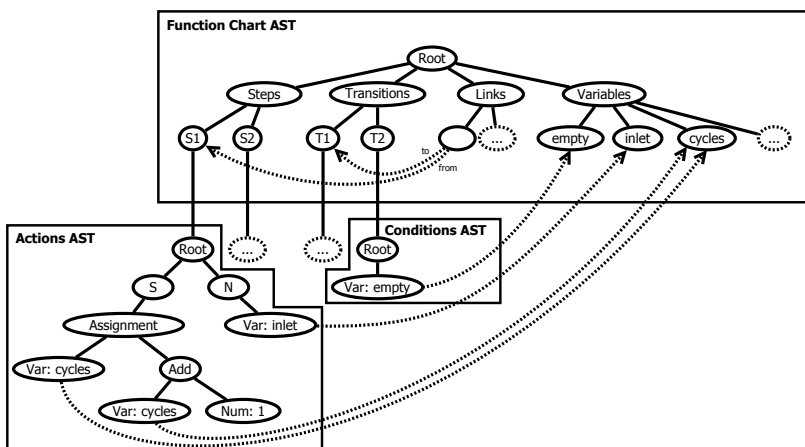 Function Chart AST
Root
Steps Transitions Links Variables
S1 S2 T1 T2 ... empty inlet cycles ...
to
from
Actions AST Conditions AST
Root ... ... Root
S N Var: empty
Assignment Var: inlet
Var: cycles Add
Var: cycles Num: 1